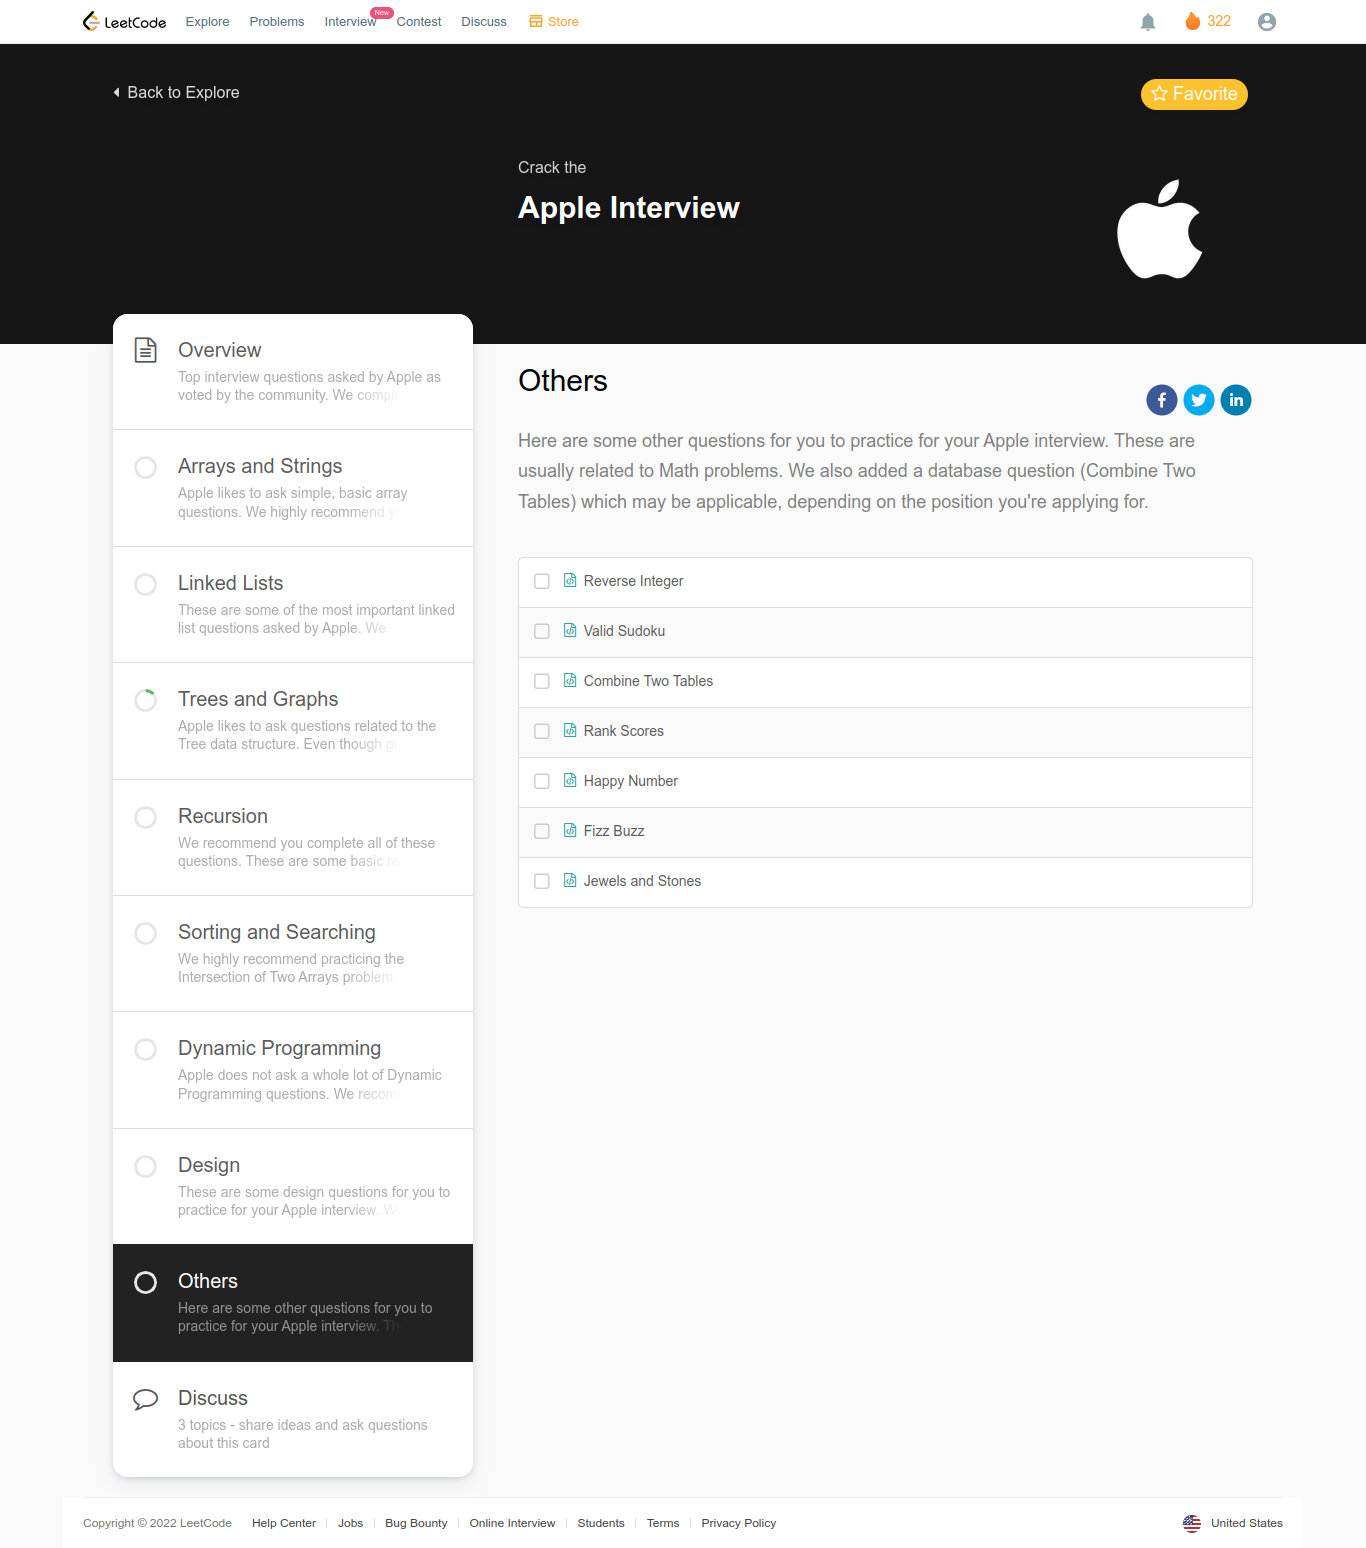 LeetCode Explore Problems Interview New Contest Discuss Store 322
Back to Explore
Favorite
Crack the
Apple Interview
Overview
Top interview questions asked by Apple as
voted by the community. We
Arrays and Strings
Apple likes to ask simple, basic array
questions. We highly recommend
Linked Lists
These are some of the most important linked
list questions asked by Apple. We
Trees and Graphs
Apple likes to ask questions related to the
Tree data structure. Even though
Recursion
We recommend you complete all of these
questions. These are some basic
Sorting and Searching
We highly recommend practicing the
Intersection of Two Arrays problem
Dynamic Programming
Apple does not ask a whole lot of Dynamic
Programming questions. We
Design
These are some design questions for you to
practice for your Apple interview.
Others
Here are some other questions for you to
practice for your Apple interview.
Discuss
3 topics - share ideas and ask questions
about this card
Others
Here are some other questions for you to practice for your Apple interview. These are
usually related to Math problems. We also added a database question (Combine Two
Tables) which may be applicable, depending on the position you're applying for.
Reverse Integer
Valid Sudoku
Combine Two Tables
Rank Scores
Happy Number
Fizz Buzz
Jewels and Stones
Copyright © 2022 LeetCode Help Center Jobs Bug Bounty Online Interview Students Terms Privacy Policy United States